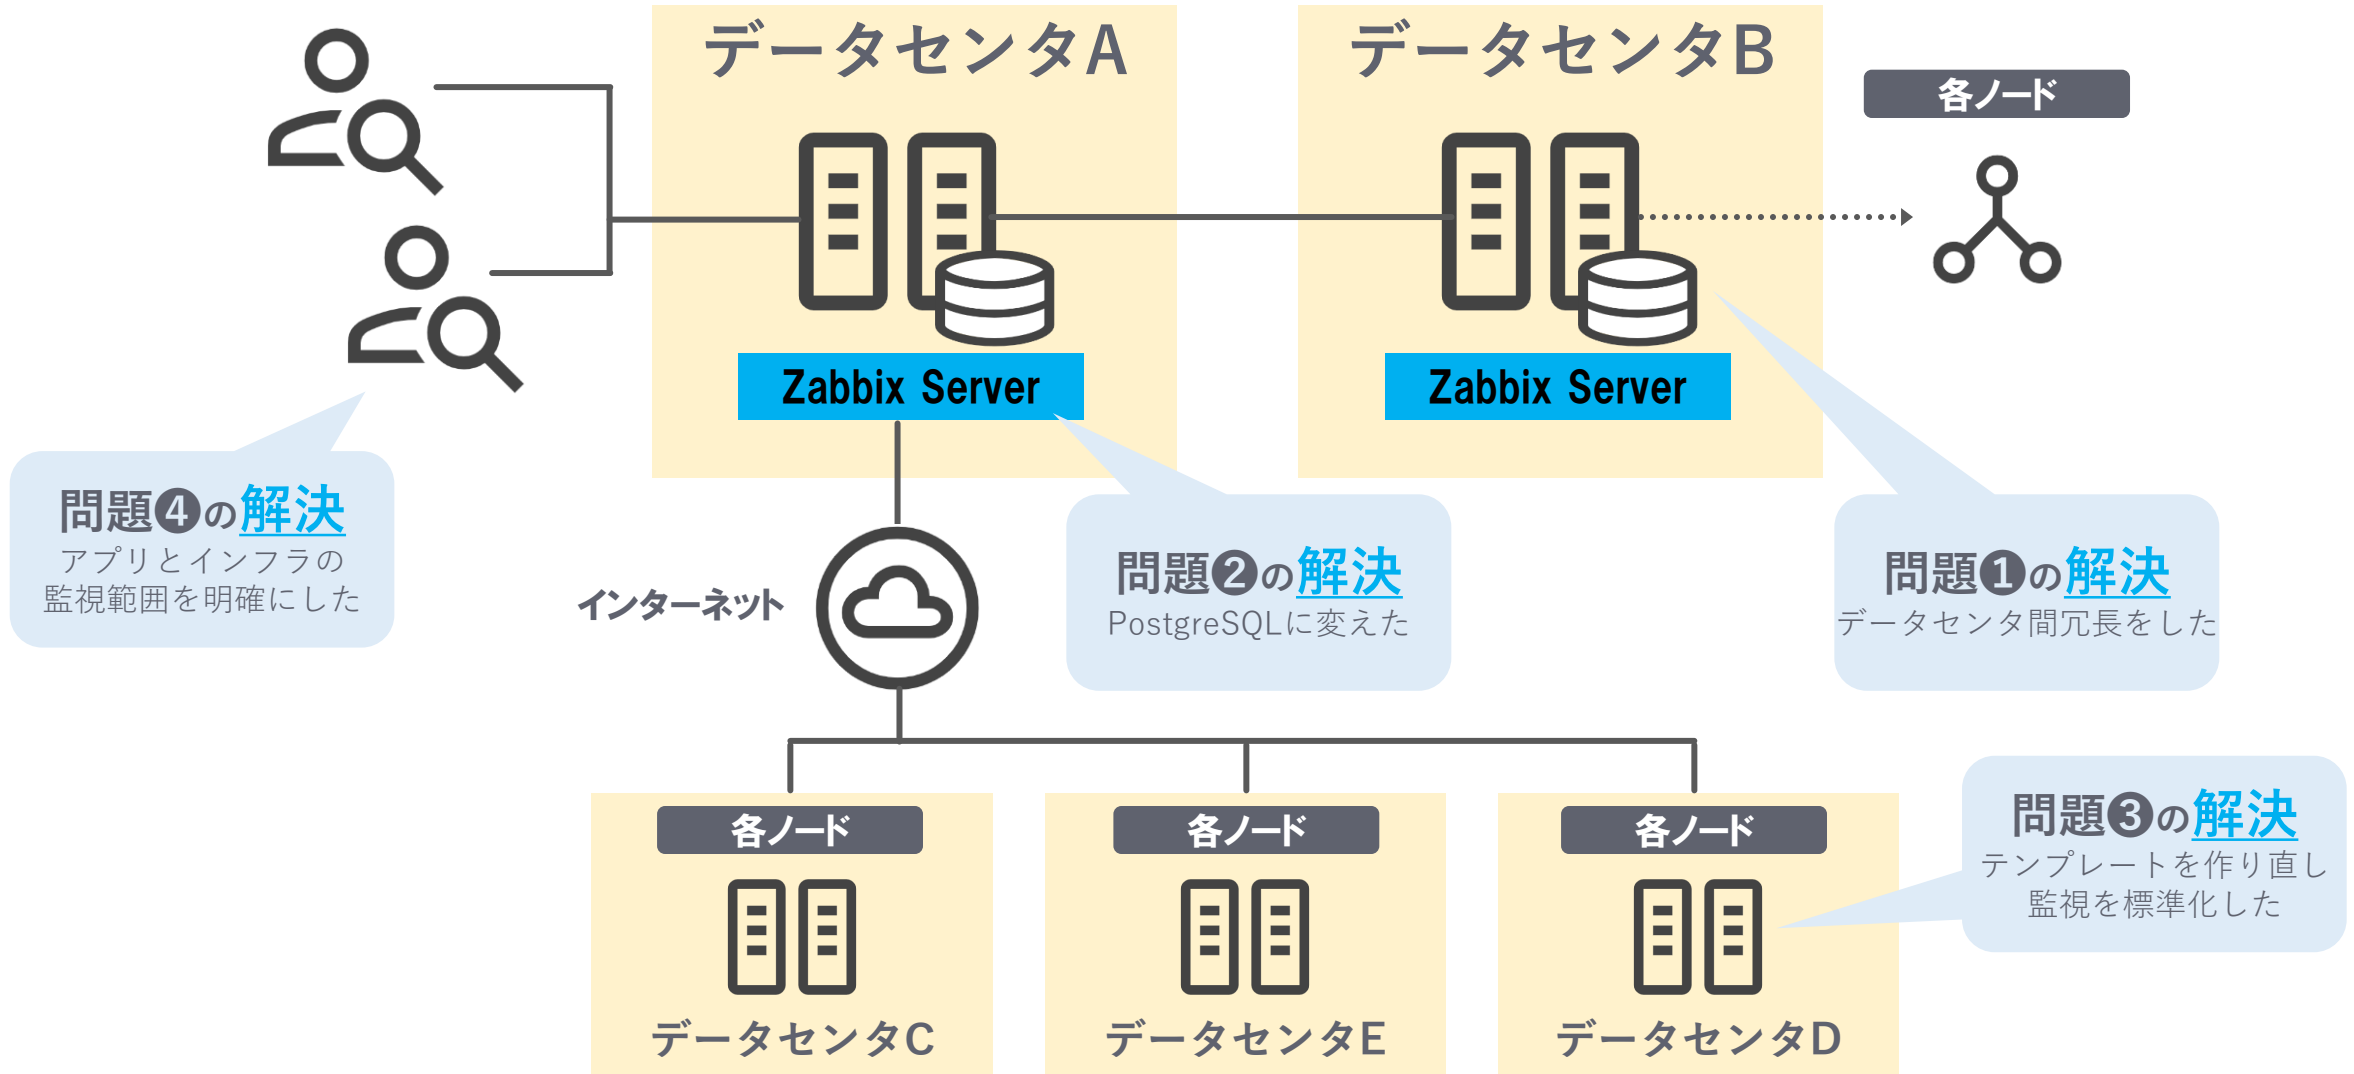 データセンタA
データセンタB
各ノード
Zabbix Server
Zabbix Server
問題❹の解決
アプリとインフラの
監視範囲を明確にした
インターネット
問題❷の解決
PostgreSQLに変えた
問題❶の解決
データセンタ間冗長をした
各ノード
各ノード
各ノード
問題❸の解決
テンプレートを作り直し
監視を標準化した
データセンタC
データセンタE
データセンタD